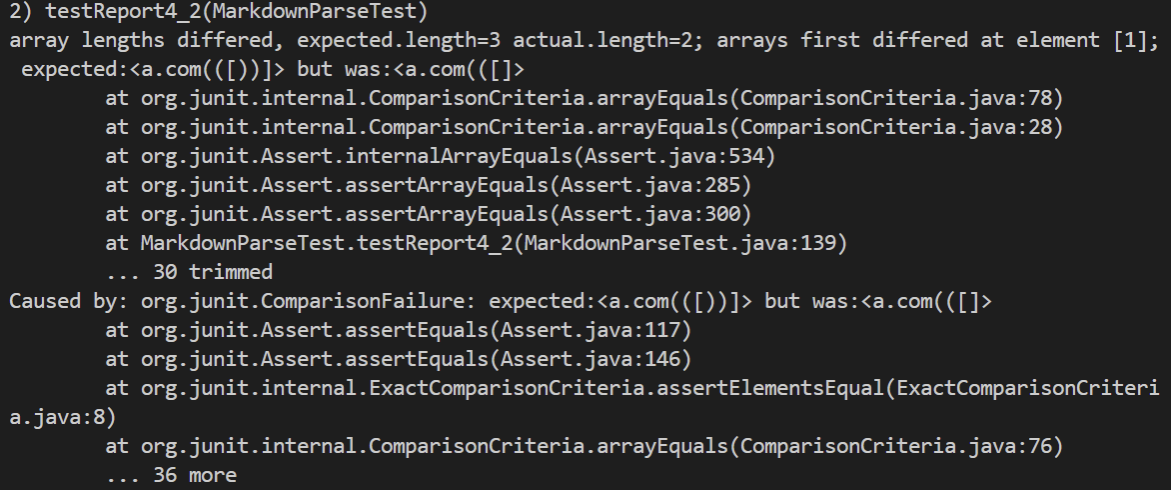 2) testReport4_2(MarkdownParseTest)
array lengths differed, expected.length=3 actual.length=2; arrays first differed at element [1];
 expected:<a.com(([))]> but was:<a.com(([]>
        at org.junit.internal.ComparisonCriteria.arrayEquals(ComparisonCriteria.java:78)
        at org.junit.internal.ComparisonCriteria.arrayEquals(ComparisonCriteria.java:28)
        at org.junit.Assert.internalArrayEquals(Assert.java:534)
        at org.junit.Assert.assertArrayEquals(Assert.java:285)
        at org.junit.Assert.assertArrayEquals(Assert.java:300)
        at MarkdownParseTest.testReport4_2(MarkdownParseTest.java:139)
        ... 30 trimmed
Caused by: org.junit.ComparisonFailure: expected:<a.com(([))]> but was:<a.com(([]>
        at org.junit.Assert.assertEquals(Assert.java:117)
        at org.junit.Assert.assertEquals(Assert.java:146)
        at org.junit.internal.ExactComparisonCriteria.assertElementsEqual(ExactComparisonCriteri
a.java:8)
        at org.junit.internal.ComparisonCriteria.arrayEquals(ComparisonCriteria.java:76)
        ... 36 more